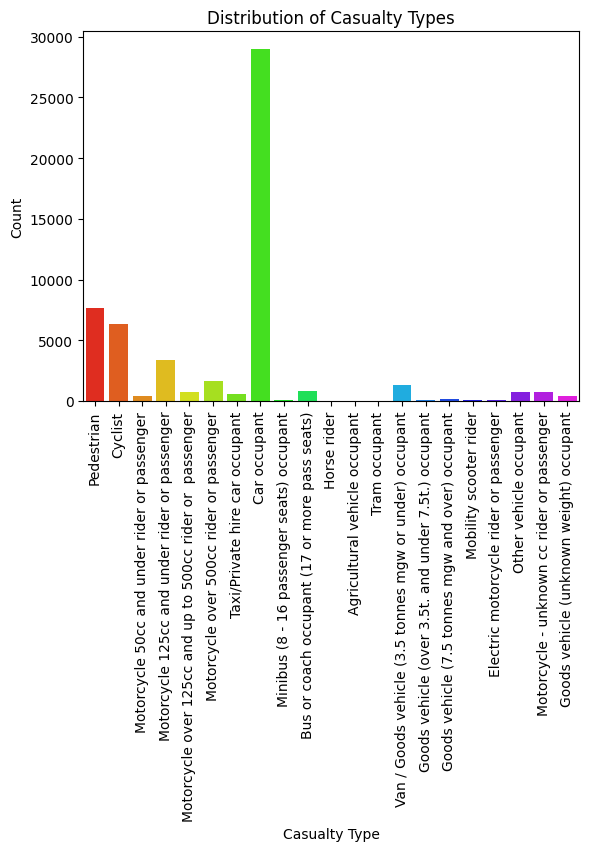 Distribution of Casualty Types
30000
25000
20000
15000
10000
5000
0
Count
Pedestrian
Cyclist
Motorcycle 50cc and under rider or passenger
Motorcycle 125cc and under rider or passenger
Motorcycle over 125cc and up to 500cc rider or  passenger
Motorcycle over 500cc rider or passenger
Taxi/Private hire car occupant
Car occupant
Minibus (8 - 16 passenger seats) occupant
Bus or coach occupant (17 or more pass seats)
Horse rider
Agricultural vehicle occupant
Tram occupant
Van / Goods vehicle (3.5 tonnes mgw or under) occupant
Goods vehicle (over 3.5t. and under 7.5t.) occupant
Goods vehicle (7.5 tonnes mgw and over) occupant
Mobility scooter rider
Electric motorcycle rider or passenger
Other vehicle occupant
Motorcycle - unknown cc rider or passenger
Goods vehicle (unknown weight) occupant
Casualty Type